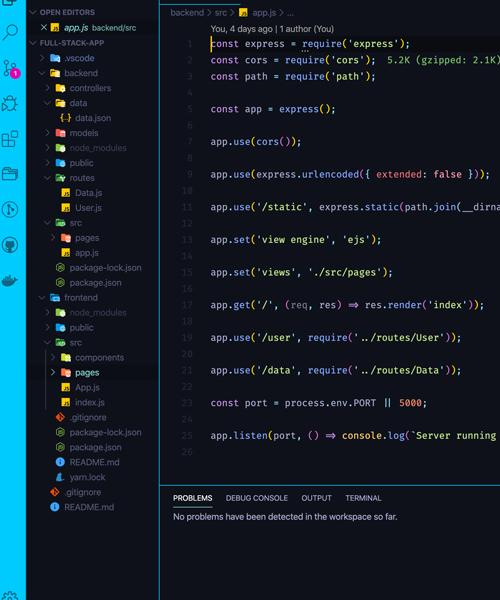 OPEN EDITORS
app.js backend/src
FULL-STACK-APP
.vscode
backend
controllers
data
data.json
models
node_modules
public
routes
Data.js
User.js
src
pages
app.js
package-lock.json
package.json
frontend
node_modules
public
src
components
pages
App.js
index.js
.gitignore
package-lock.json
package.json
README.md
yarn.lock
.gitignore
README.md
1
backend > src > app.js > ...
You, 4 days ago | 1 author (You)
1 const express = require('express');
2 const cors = require('cors'); 5.2K (gzipped: 2.1K)
3 const path = require('path');
4
5 const app = express();
6
7 app.use(cors());
8
9 app.use(express.urlencoded({ extended: false }));
10
11 app.use('/static', express.static(path.join(__dirna
12
13 app.set('view engine', 'ejs');
14
15 app.set('views', './src/pages');
16
17 app.get('/', (req, res) => res.render('index'));
18
19 app.use('/user', require('../routes/User'));
20
21 app.use('/data', require('../routes/Data'));
22
23 const port = process.env.PORT || 5000;
24
25 app.listen(port, () => console.log(`Server running
26
PROBLEMS DEBUG CONSOLE OUTPUT TERMINAL
No problems have been detected in the workspace so far.